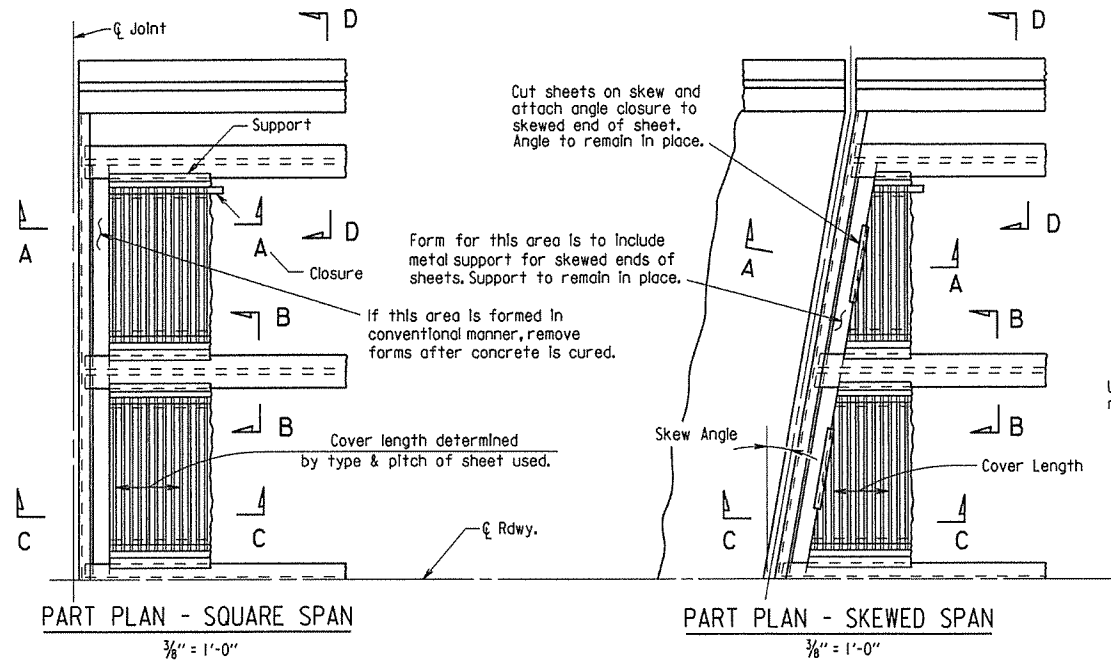 ℄ Joint
D
D
Cut sheets on skew and
attach angle closure to
skewed end of sheet.
Angle to remain in place.
Support
A
A
D
Closure
Form for this area is to include
metal support for skewed ends of
sheets. Support to remain in place.
A
A
D
If this area is formed in
conventional manner, remove
forms after concrete is cured.
B
B
B
B
Cover length determined
by type & pitch of sheet used.
Skew Angle
Cover Length
C
C
C
C
℄ Rdwy.
PART PLAN - SQUARE SPAN
3/8" = 1'-0"
PART PLAN - SKEWED SPAN
3/8" = 1'-0"